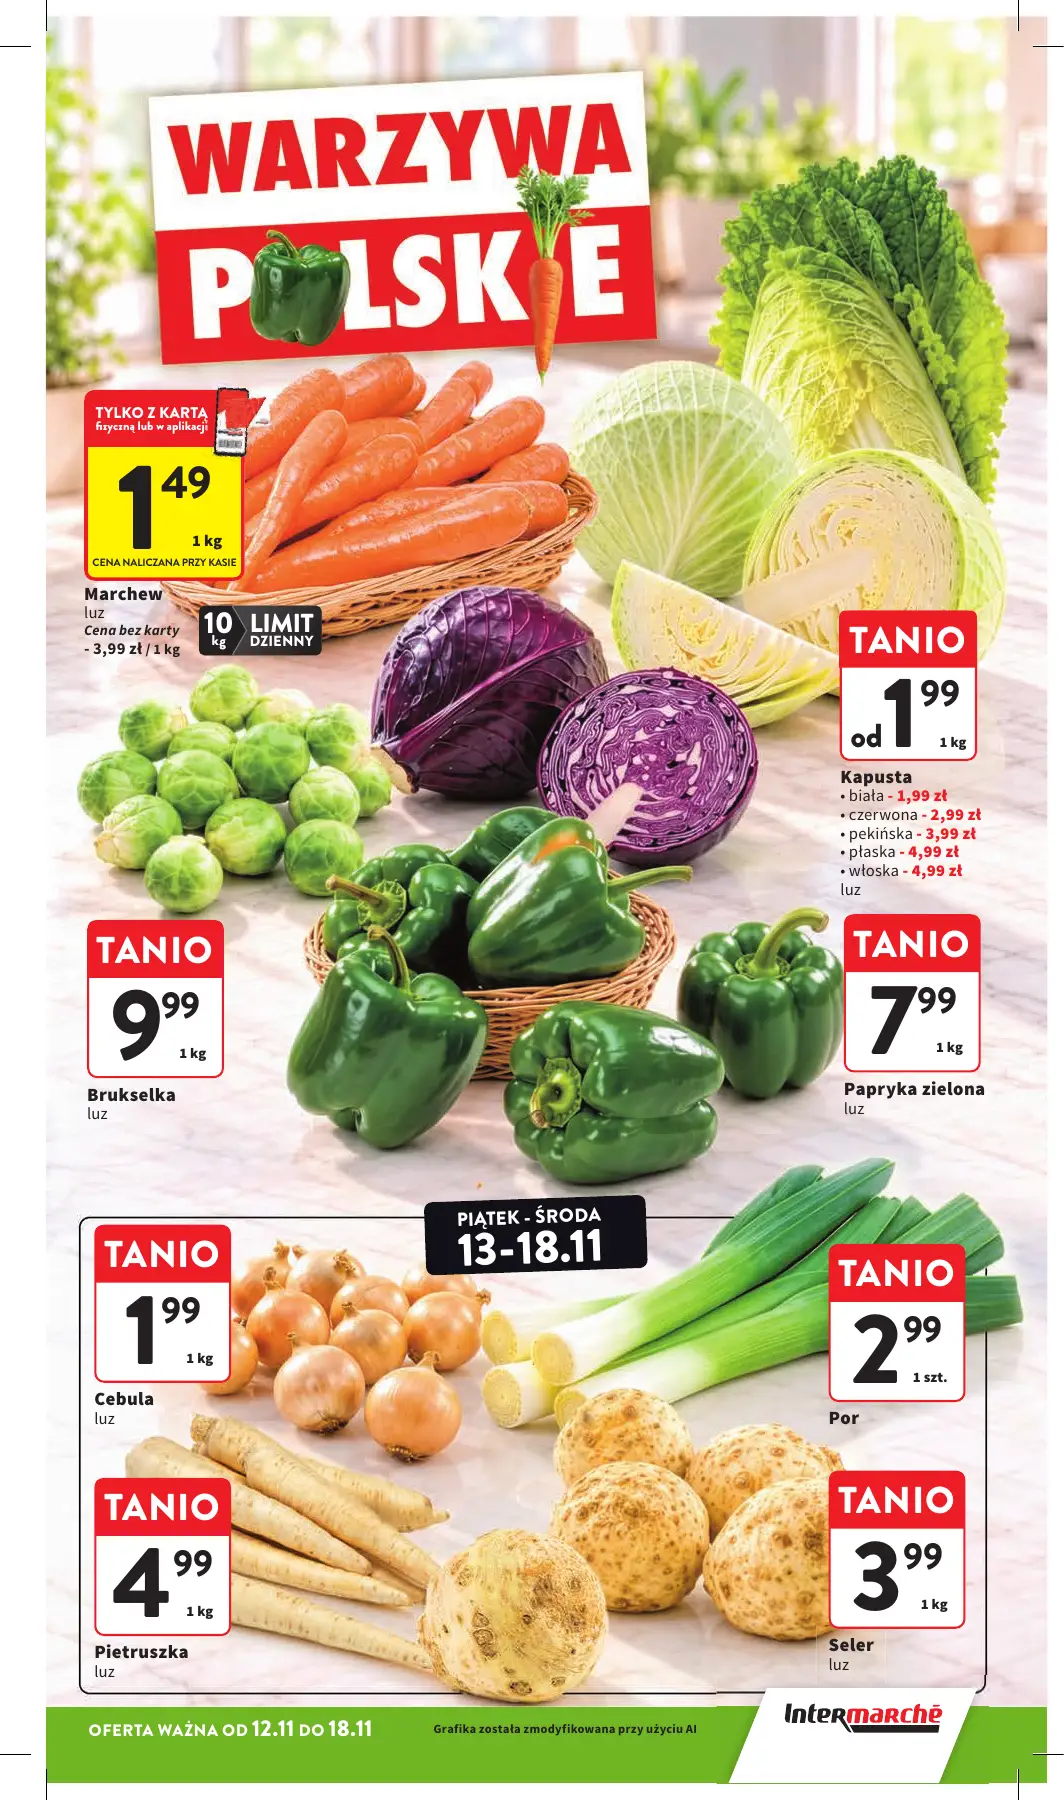 WARZYWA
POLSKIE
TYLKO Z KARTĄ
fizyczną lub w aplikacji
1 49
1 kg
CENA NALICZANA PRZY KASIE
Marchew
luz
Cena bez karty
- 3,99 zł / 1 kg
10 kg LIMIT DZIENNY
TANIO
od 1 99
1 kg
Kapusta
• biała - 1,99 zł
• czerwona - 2,99 zł
• pekińska - 3,99 zł
• płaska - 4,99 zł
• włoska - 4,99 zł
luz
TANIO
9 99
1 kg
Brukselka
luz
TANIO
7 99
1 kg
Papryka zielona
luz
PIĄTEK - ŚRODA
13-18.11
TANIO
1 99
1 kg
Cebula
luz
TANIO
2 99
1 szt.
Por
TANIO
4 99
1 kg
Pietruszka
luz
TANIO
3 99
1 kg
Seler
luz
OFERTA WAŻNA OD 12.11 DO 18.11
Grafika została zmodyfikowana przy użyciu AI
Intermarchē